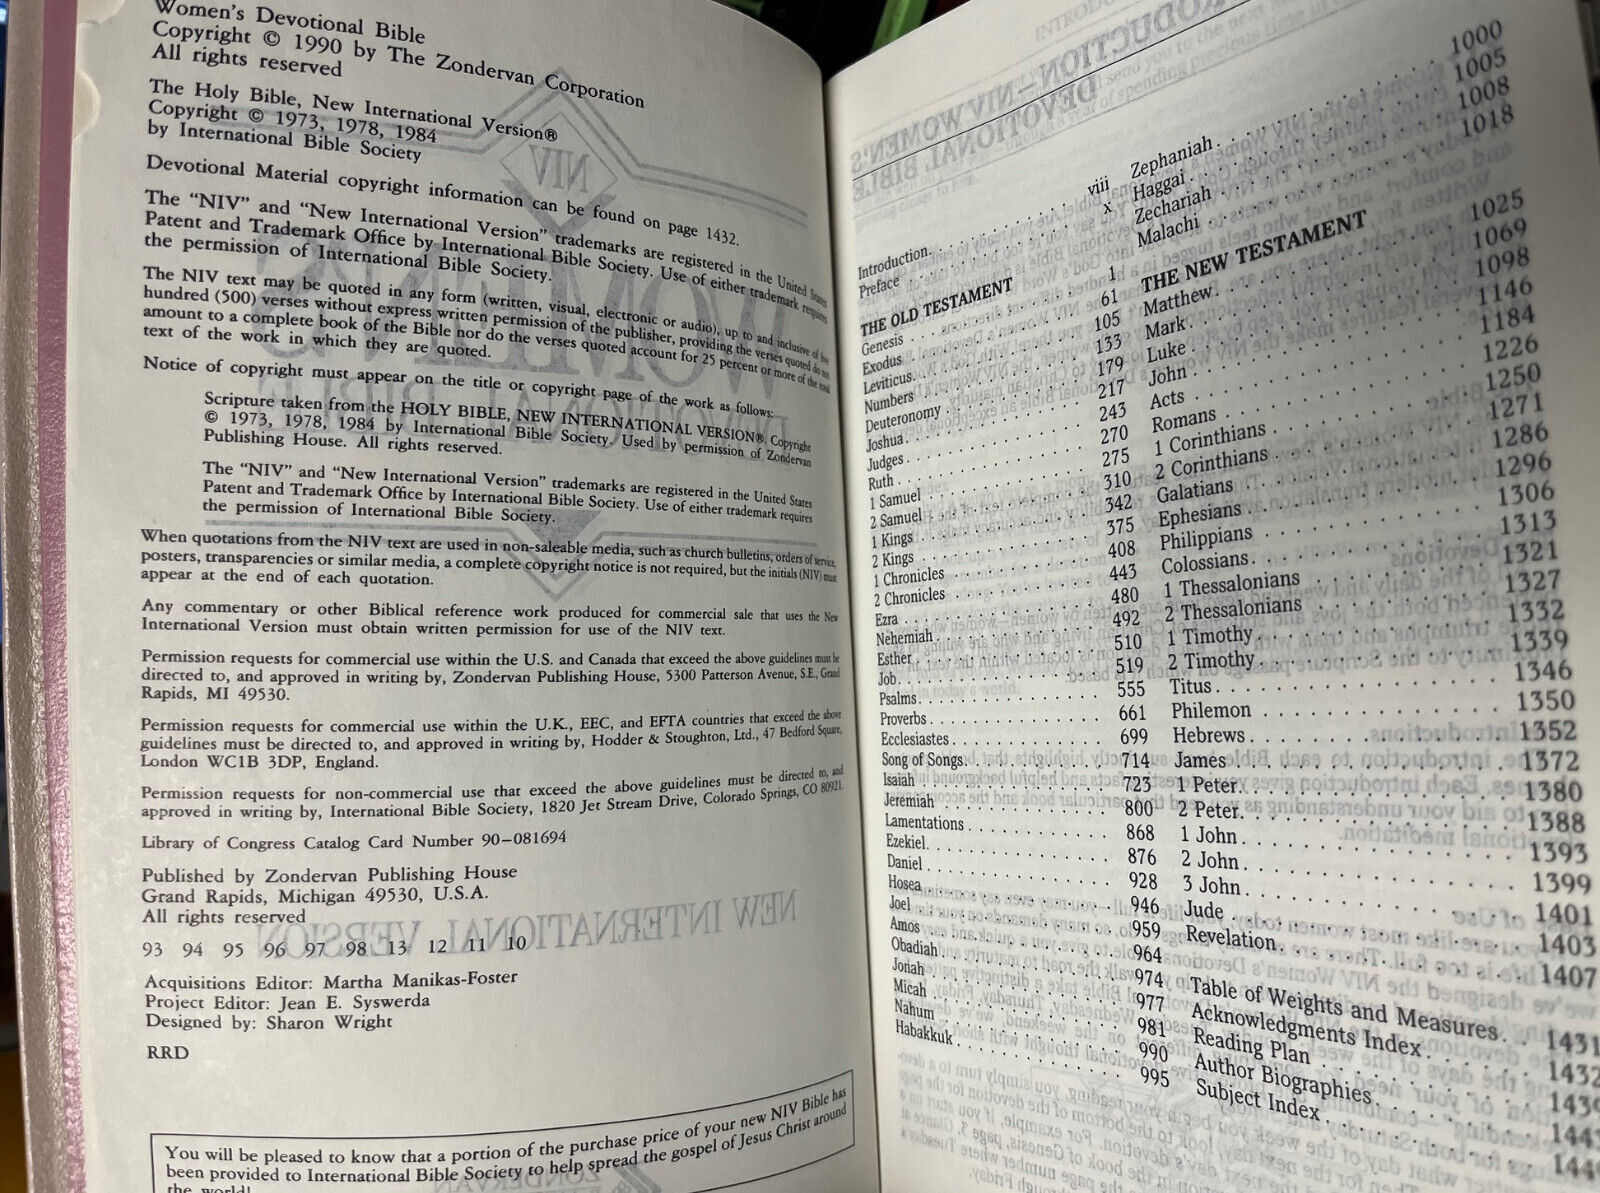 Women's Devotional Bible
Copyright © 1990 by The Zondervan Corporation
All rights reserved
The Holy Bible, New International Version®
Copyright © 1973, 1978, 1984
by International Bible Society
Devotional Material copyright information can be found on page 1432.
The "NIV" and "New International Version" trademarks are registered in the United States
Patent and Trademark Office by International Bible Society. Use of either trademark requires
the permission of International Bible Society.
The NIV text may be quoted in any form (written, visual, electronic or audio), up to and inclusive of five
hundred (500) verses without express written permission of the publisher, providing the verses quoted do not
amount to a complete book of the Bible nor do the verses quoted account for 25 percent or more of the total
text of the work in which they are quoted.
Notice of copyright must appear on the title or copyright page of the work as follows:
Scripture taken from the HOLY BIBLE, NEW INTERNATIONAL VERSION®. Copyright
© 1973, 1978, 1984 by International Bible Society. Used by permission of Zondervan
Publishing House. All rights reserved.
The "NIV" and "New International Version" trademarks are registered in the United States
Patent and Trademark Office by International Bible Society. Use of either trademark requires
the permission of International Bible Society.
When quotations from the NIV text are used in non-saleable media, such as church bulletins, orders of service,
posters, transparencies or similar media, a complete copyright notice is not required, but the initials (NIV) must
appear at the end of each quotation.
Any commentary or other Biblical reference work produced for commercial sale that uses the New
International Version must obtain written permission for use of the NIV text.
Permission requests for commercial use within the U.S. and Canada that exceed the above guidelines must be
directed to, and approved in writing by, Zondervan Publishing House, 5300 Patterson Avenue, S.E., Grand
Rapids, MI 49530.
Permission requests for commercial use within the U.K., EEC, and EFTA countries that exceed the above
guidelines must be directed to, and approved in writing by, Hodder & Stoughton, Ltd., 47 Bedford Square,
London WC1B 3DP, England.
Permission requests for non-commercial use that exceed the above guidelines must be directed to, and
approved in writing by, International Bible Society, 1820 Jet Stream Drive, Colorado Springs, CO 80921.
Library of Congress Catalog Card Number 90–081694
Published by Zondervan Publishing House
Grand Rapids, Michigan 49530, U.S.A.
All rights reserved
93 94 95 96 97 98 13 12 11 10
Acquisitions Editor: Martha Manikas-Foster
Project Editor: Jean E. Syswerda
Designed by: Sharon Wright
RRD
You will be pleased to know that a portion of the purchase price of your new NIV Bible has
been provided to International Bible Society to help spread the gospel of Jesus Christ around
the world!
Introduction. . . . . viii
Preface . . . . . x
THE OLD TESTAMENT
Genesis . . . . . 1
Exodus . . . . . 61
Leviticus. . . . . 105
Numbers . . . . . 133
Deuteronomy . . . . . 179
Joshua. . . . . 217
Judges . . . . . 243
Ruth . . . . . 270
1 Samuel . . . . . 275
2 Samuel . . . . . 310
1 Kings . . . . . 342
2 Kings . . . . . 375
1 Chronicles . . . . . 408
2 Chronicles . . . . . 443
Ezra . . . . . 480
Nehemiah . . . . . 492
Esther . . . . . 510
Job . . . . . 519
Psalms . . . . . 555
Proverbs . . . . . 661
Ecclesiastes . . . . . 699
Song of Songs. . . . . 714
Isaiah . . . . . 723
Jeremiah . . . . . 800
Lamentations . . . . . 868
Ezekiel. . . . . 876
Daniel . . . . . 928
Hosea . . . . . 946
Joel . . . . . 959
Amos . . . . . 964
Obadiah . . . . . 974
Jonah . . . . . 977
Micah . . . . . 981
Nahum . . . . . 990
Habakkuk . . . . . 995
Zephaniah . . . . . 1000
Haggai . . . . . 1005
Zechariah . . . . . 1008
Malachi . . . . . 1018
THE NEW TESTAMENT
Matthew. . . . . 1025
Mark . . . . . 1069
Luke . . . . . 1098
John . . . . . 1146
Acts . . . . . 1184
Romans . . . . . 1226
1 Corinthians . . . . . 1250
2 Corinthians . . . . . 1271
Galatians . . . . . 1286
Ephesians . . . . . 1296
Philippians . . . . . 1306
Colossians. . . . . 1313
1 Thessalonians . . . . . 1321
2 Thessalonians . . . . . 1327
1 Timothy. . . . . 1332
2 Timothy. . . . . 1339
Titus . . . . . 1346
Philemon . . . . . 1350
Hebrews . . . . . 1352
James . . . . . 1372
1 Peter. . . . . 1380
2 Peter. . . . . 1388
1 John . . . . . 1393
2 John . . . . . 1399
3 John . . . . . 1401
Jude . . . . . 1403
Revelation. . . . . 1407
Table of Weights and Measures . . 1431
Acknowledgments Index . . . . . 1432
Reading Plan
Author Biographies
Subject Index